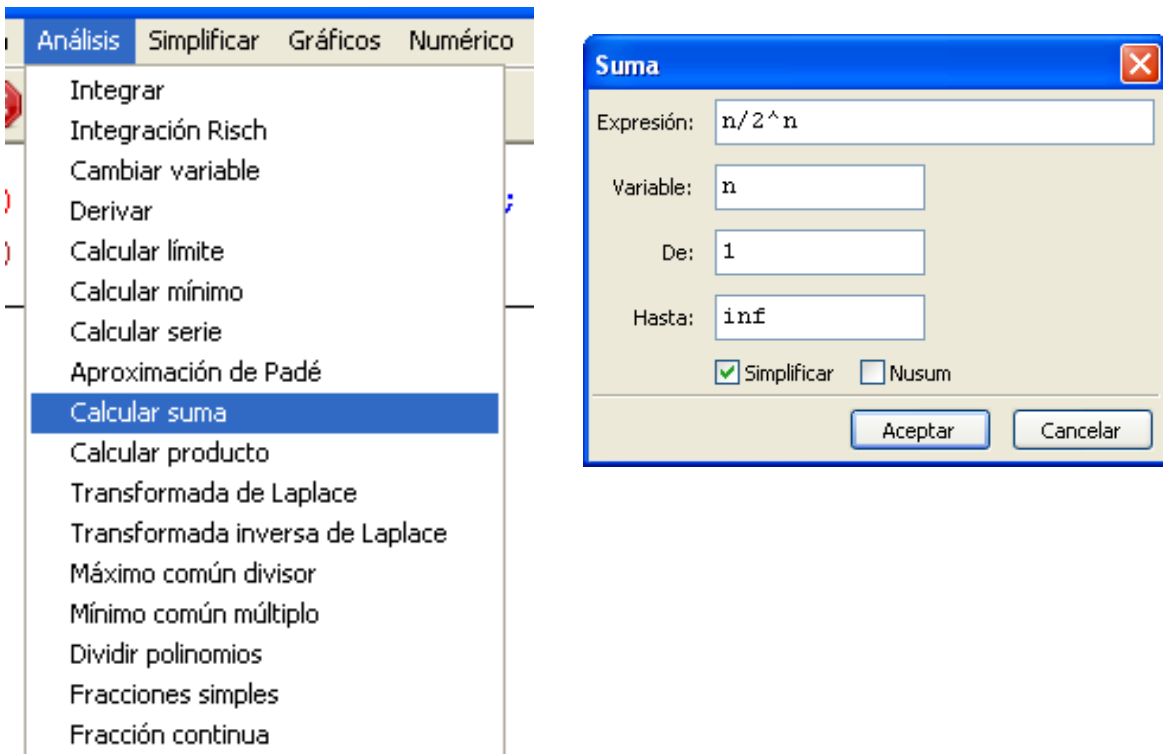 Análisis Simplificar Gráficos Numérico
Integrar
Integración Risch
Cambiar variable
Derivar
Calcular límite
Calcular mínimo
Calcular serie
Aproximación de Padé
Calcular suma
Calcular producto
Transformada de Laplace
Transformada inversa de Laplace
Máximo común divisor
Mínimo común múltiplo
Dividir polinomios
Fracciones simples
Fracción continua
)
;
)
Suma
Expresión: n/2^n
Variable: n
De: 1
Hasta: inf
Simplificar Nusum
Aceptar Cancelar